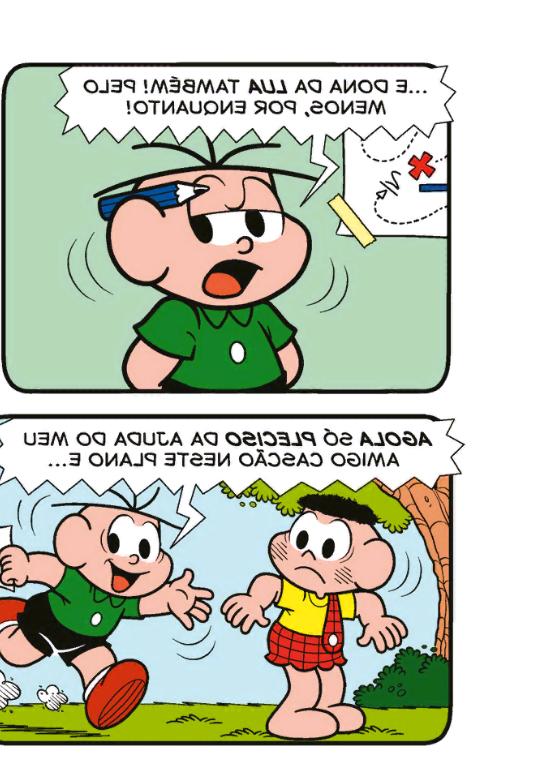 ...E DONA DA LUA TAMBÉM! PELO
MENOS, POR ENQUANTO!
AGOLA SÓ PLECISO DA AJUDA DO MEU
AMIGO CASCÃO NESTE PLANO E...